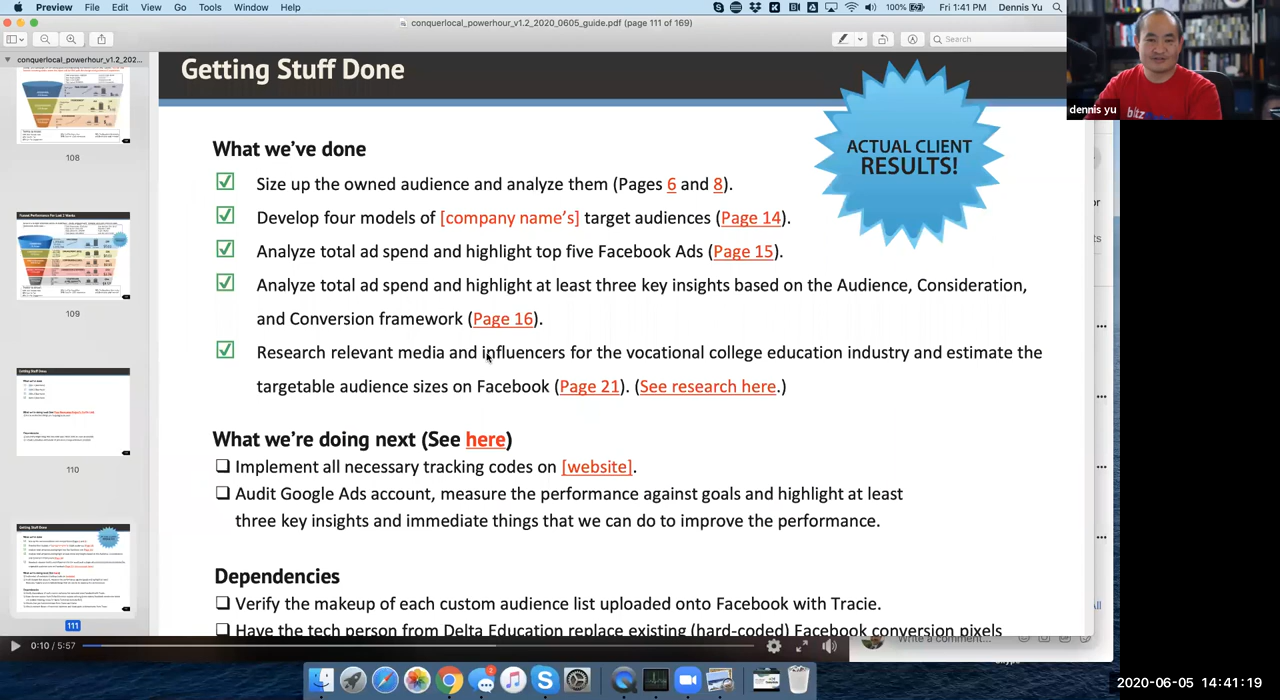 Preview File Edit View Go Tools Window Help
100% Fri 1:41 PM Dennis Yu
conquerlocal_powerhour_v1.2_2020_0605_guide.pdf (page 111 of 169)
Search
conquerlocal_powerhour_v1.2_202...
108
109
110
111
Getting Stuff Done
ACTUAL CLIENT
RESULTS!
What we've done
Size up the owned audience and analyze them (Pages 6 and 8).
Develop four models of [company name's] target audiences (Page 14).
Analyze total ad spend and highlight top five Facebook Ads (Page 15).
Analyze total ad spend and highlight at least three key insights based on the Audience, Consideration,
and Conversion framework (Page 16).
Research relevant media and influencers for the vocational college education industry and estimate the
targetable audience sizes on Facebook (Page 21). (See research here.)
What we're doing next (See here)
Implement all necessary tracking codes on [website].
Audit Google Ads account, measure the performance against goals and highlight at least
three key insights and immediate things that we can do to improve the performance.
Dependencies
Verify the makeup of each custom audience list uploaded onto Facebook with Tracie.
Have the tech person from Delta Education replace existing (hard-coded) Facebook conversion pixels
dennis yu
0:10 / 5:57
Write a comment...
2020-06-05 14:41:19